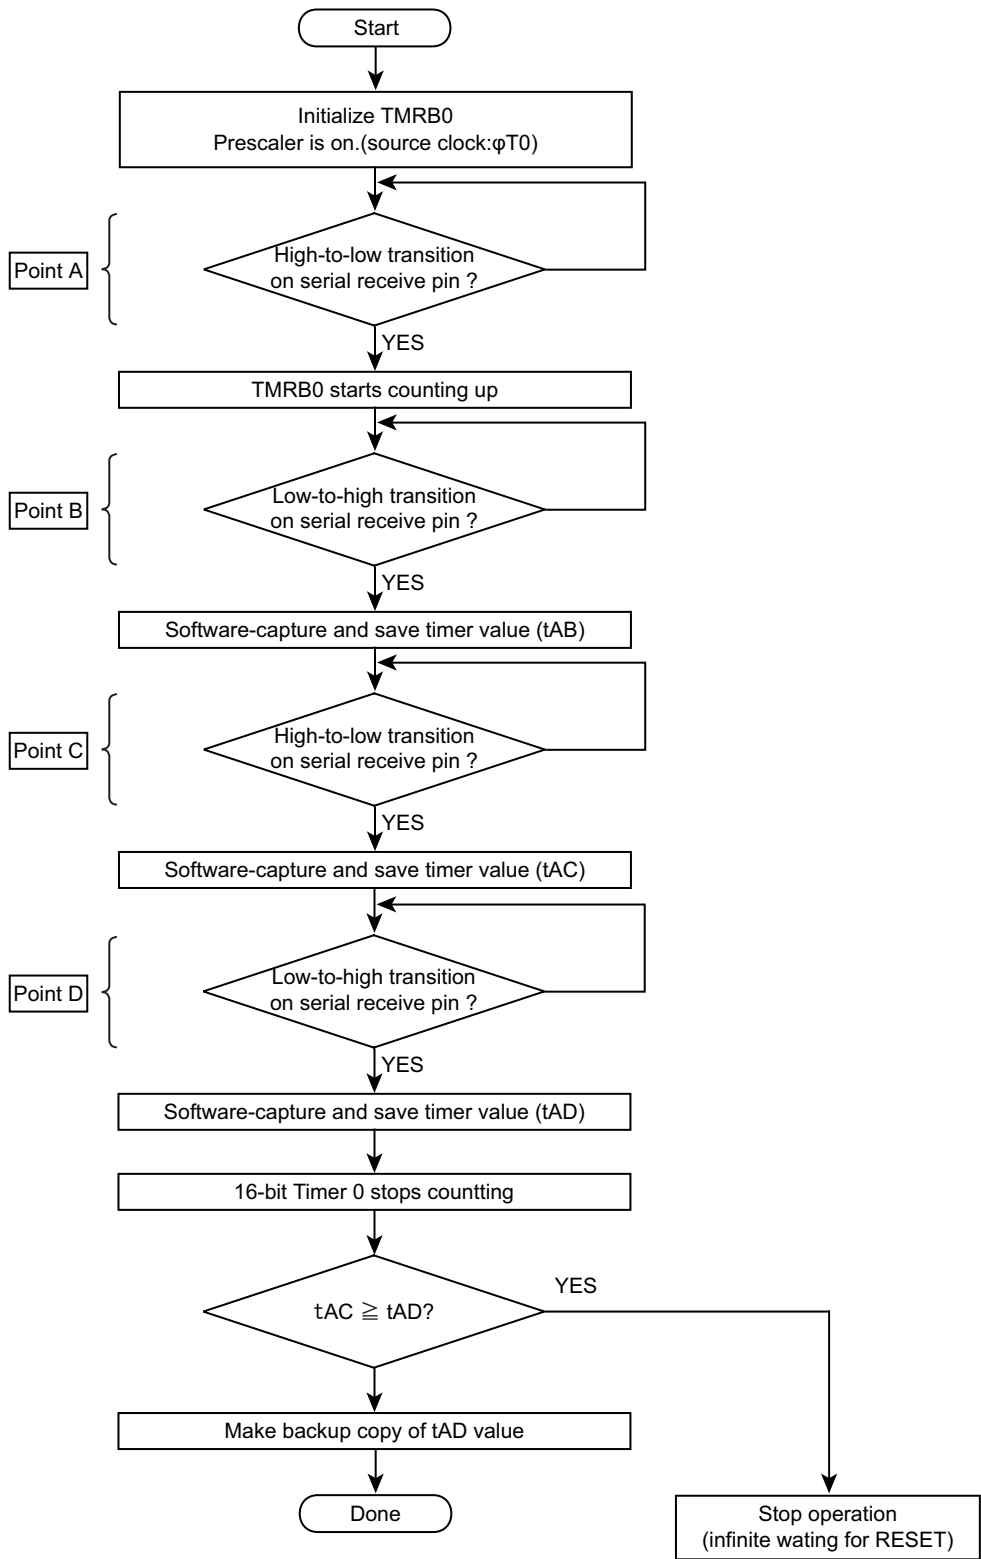 Start
Initialize TMRB0
Prescaler is on.(source clock:φT0)
Point A
High-to-low transition
on serial receive pin ?
YES
TMRB0 starts counting up
Point B
Low-to-high transition
on serial receive pin ?
YES
Software-capture and save timer value (tAB)
Point C
High-to-low transition
on serial receive pin ?
YES
Software-capture and save timer value (tAC)
Point D
Low-to-high transition
on serial receive pin ?
YES
Software-capture and save timer value (tAD)
16-bit Timer 0 stops countting
YES
tAC ≧ tAD?
Make backup copy of tAD value
Done
Stop operation
(infinite wating for RESET)